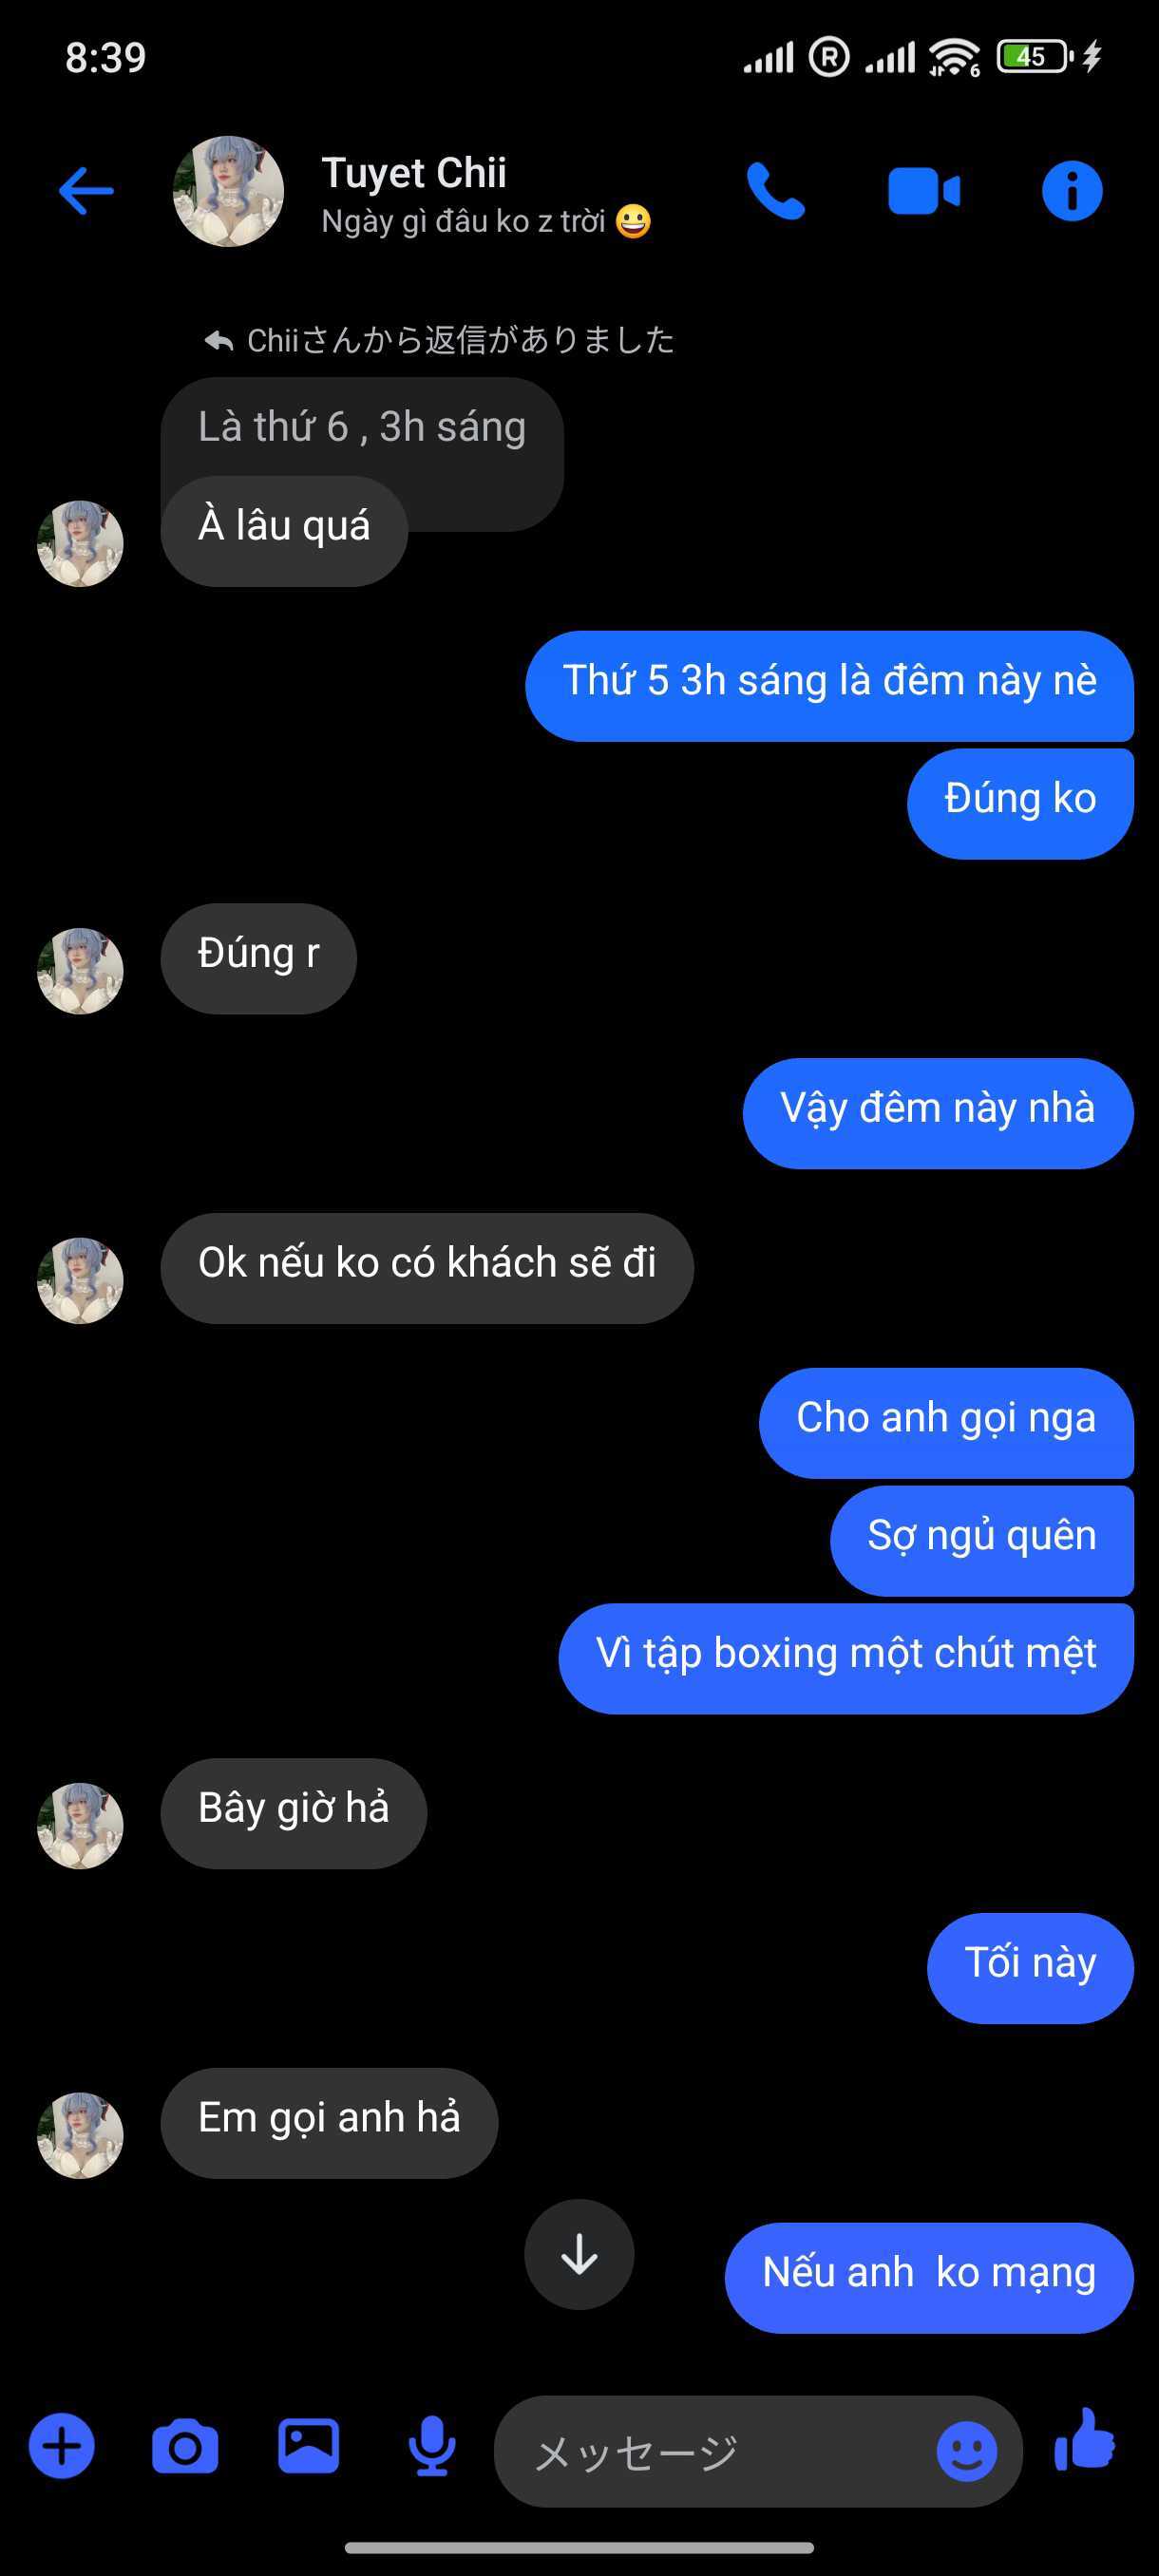 8:39
R
6
45
Tuyet Chii
Ngày gì đâu ko z trời 😀
Chiiさんから返信がありました
Là thứ 6 , 3h sáng
À lâu quá
Thứ 5 3h sáng là đêm này nè
Đúng ko
Đúng r
Vậy đêm này nhà
Ok nếu ko có khách sẽ đi
Cho anh gọi nga
Sợ ngủ quên
Vì tập boxing một chút mệt
Bây giờ hả
Tối này
Em gọi anh hả
Nếu anh  ko mạng
メッセージ